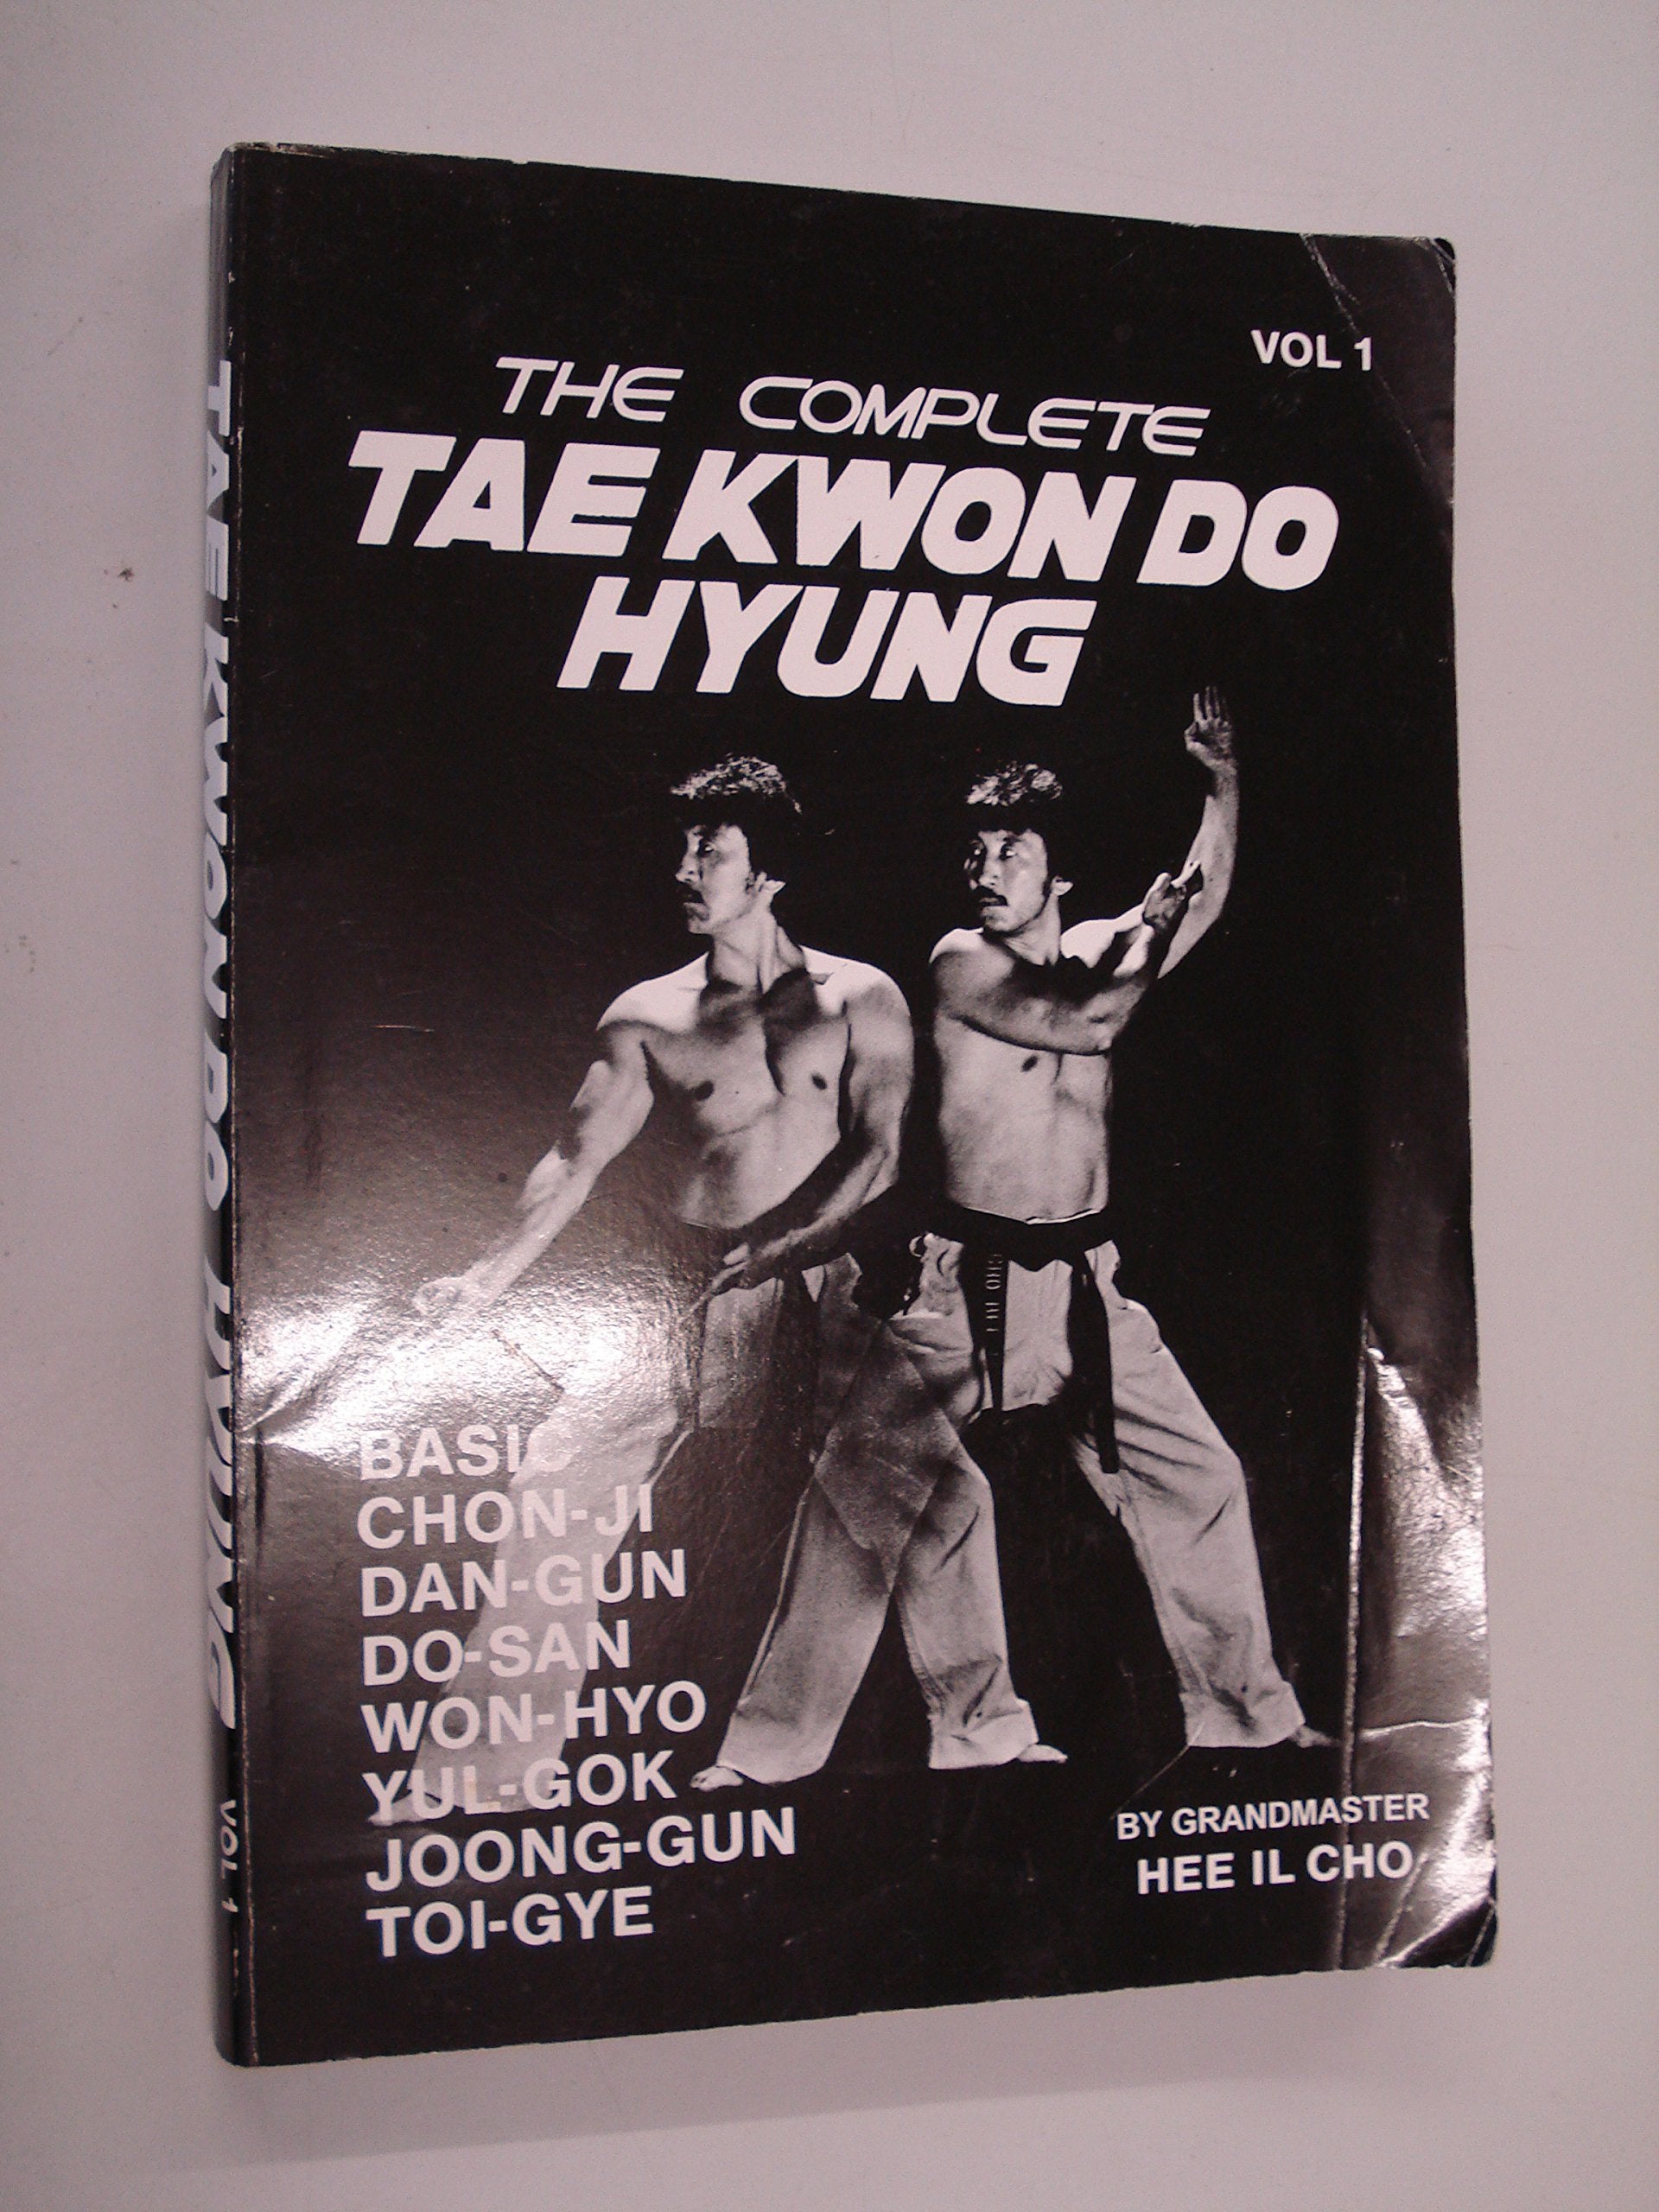 VOL 1
THE COMPLETE
TAE KWON DO
HYUNG
BASIC
CHON-JI
DAN-GUN
DO-SAN
WON-HYO
YUL-GOK
JOONG-GUN
TOI-GYE
BY GRANDMASTER
HEE IL CHO
TAE KWON DO HYUNG VOL 1